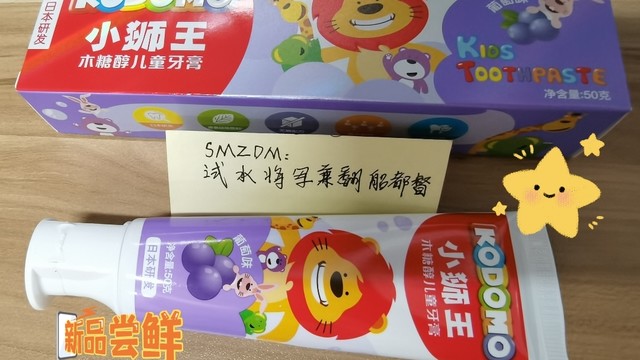 日本研发
KODOMO
小狮王
木糖醇儿童牙膏
葡萄味
KIDS
TOOTHPASTE
净含量:50克
SMZDM:
试水将军兼翻船都督
葡萄味
净含量:50克
日本研发
KODOMO
小狮王
木糖醇儿童牙膏
新品尝鲜